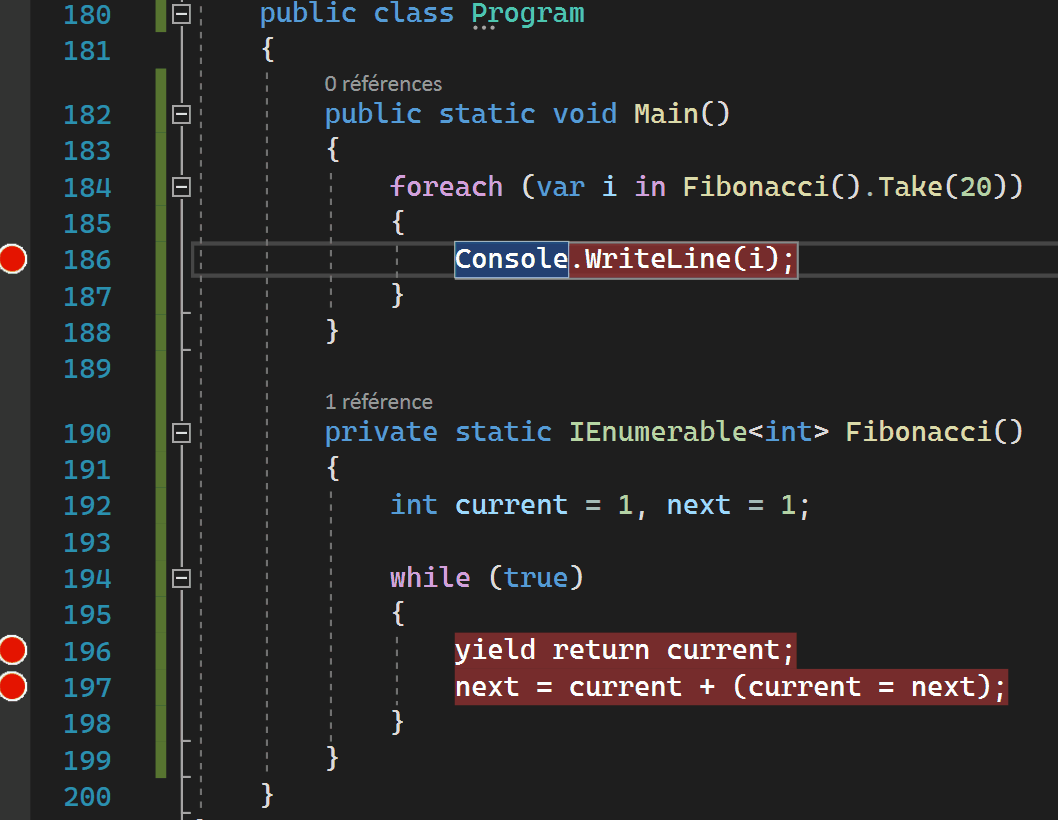 180 public class Program
181 {
0 références
182 public static void Main()
183 {
184 foreach (var i in Fibonacci().Take(20))
185 {
186 Console.WriteLine(i);
187 }
188 }
189
1 référence
190 private static IEnumerable<int> Fibonacci()
191 {
192 int current = 1, next = 1;
193
194 while (true)
195 {
196 yield return current;
197 next = current + (current = next);
198 }
199 }
200 }